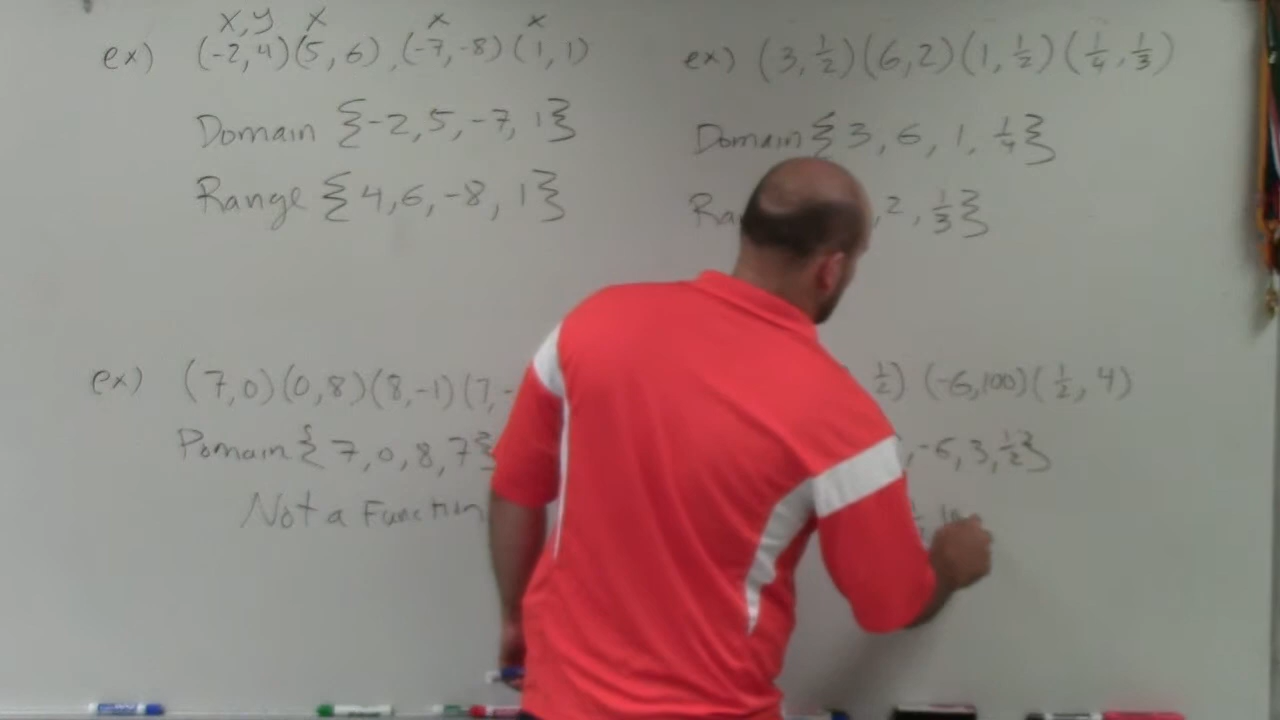 x, y x x x
ex) (-2, 4) (5, 6), (-7, -8) (1, 1)
Domain {-2, 5, -7, 1}
Range {4, 6, -8, 1}
ex) (3, 1/2) (6, 2) (1, 1/2) (1/4, 1/3)
Domain {3, 6, 1, 1/4}
, 2, 1/3}
ex) (7, 0) (0, 8) (8, -1) (7, -
Domain {7, 0, 8, 7}
Not a Function
1/2) (-6, 100) (1/2, 4)
, -6, 3, 1/2}